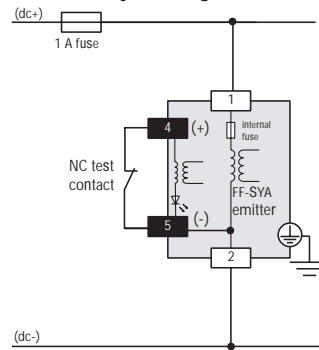 (dc+)
1 A fuse
1
4
(+)
internal
fuse
NC test
contact
FF-SYA
emitter
5
(-)
2
(dc-)